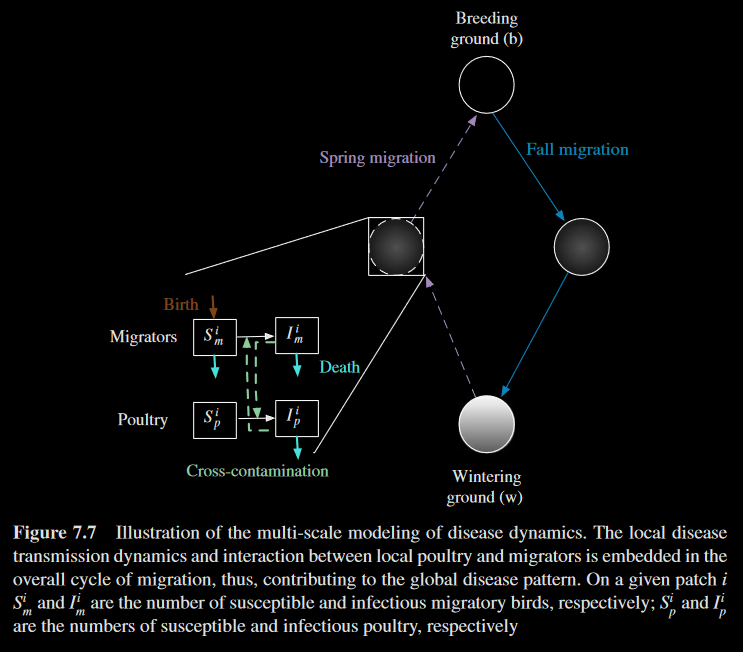 Breeding
ground (b)
Spring migration
Fall migration
Birth
Migrators
S^i_m
I^i_m
Death
Poultry
S^i_p
I^i_p
Cross-contamination
Wintering
ground (w)
Figure 7.7 Illustration of the multi-scale modeling of disease dynamics. The local disease
transmission dynamics and interaction between local poultry and migrators is embedded in the
overall cycle of migration, thus, contributing to the global disease pattern. On a given patch i
S^i_m and I^i_m are the number of susceptible and infectious migratory birds, respectively; S^i_p and I^i_p
are the numbers of susceptible and infectious poultry, respectively